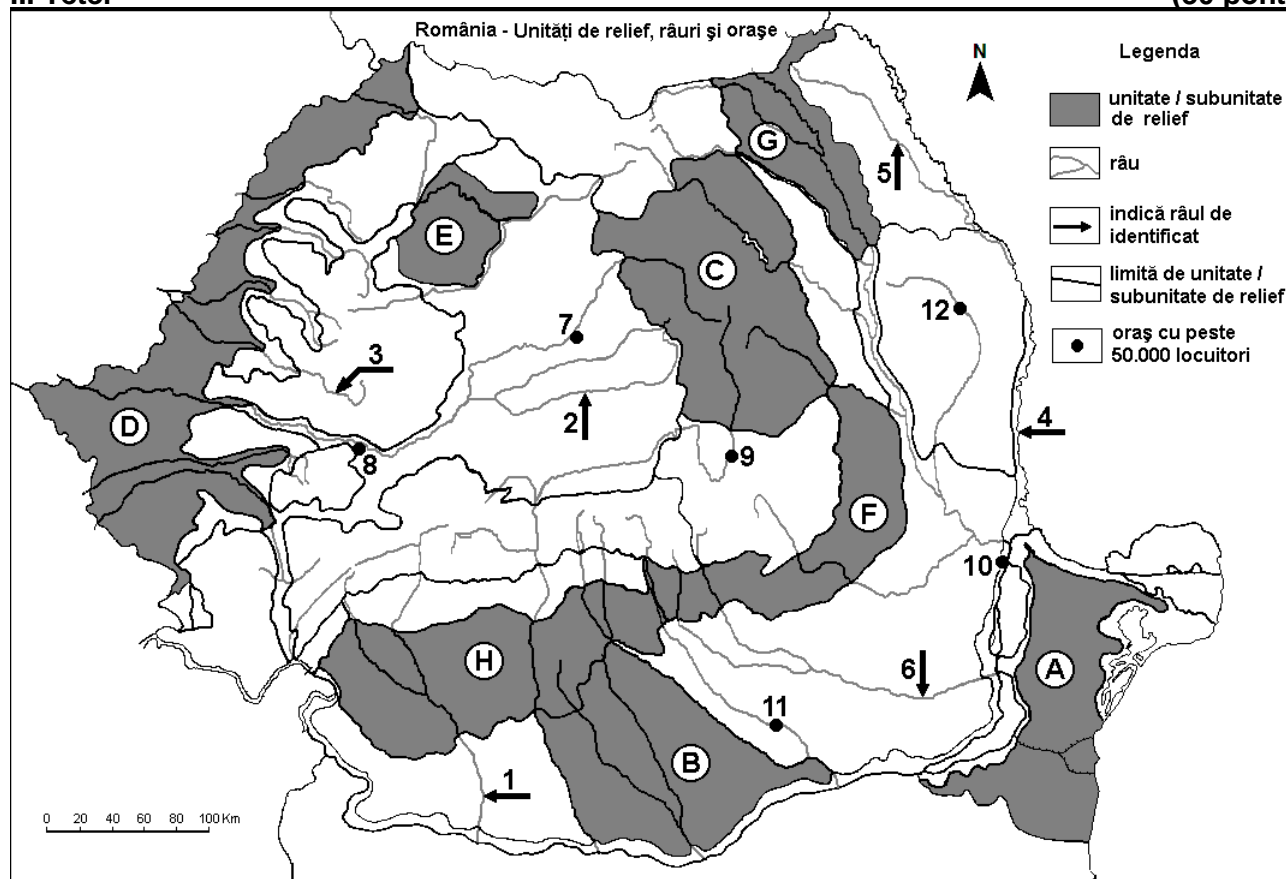 România - Unităţi de relief, râuri şi oraşe
N
Legenda
unitate / subunitate
de relief
râu
indică râul de
identificat
limită de unitate /
subunitate de relief
oraş cu peste
50.000 locuitori
G
5
E
C
12
7
3
D
2
4
8
9
F
10
H
6
A
11
B
1
0 20 40 60 80 100 Km